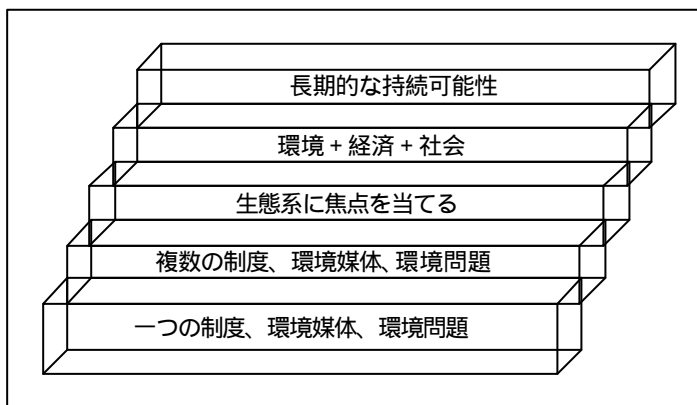 長期的な持続可能性
環境 + 経済 + 社会
生態系に焦点を当てる
複数の制度、環境媒体、環境問題
一つの制度、環境媒体、環境問題